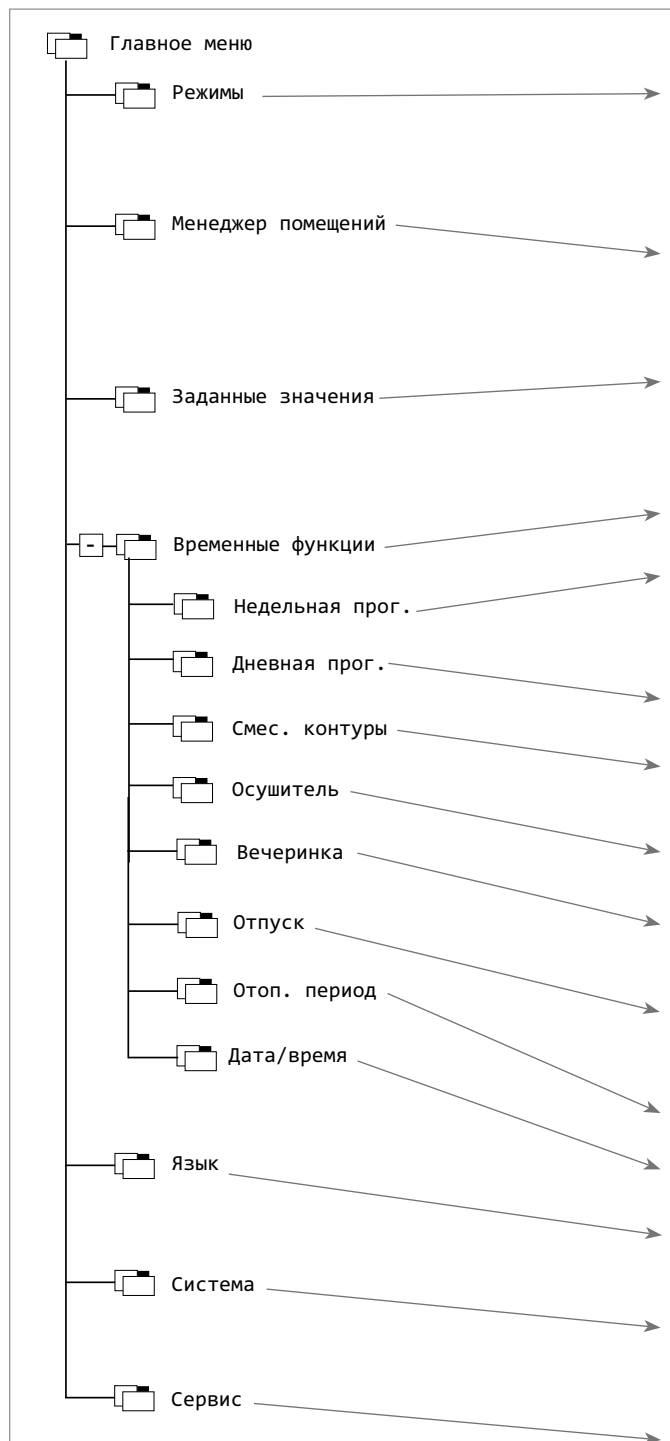 Главное меню
Режимы
Менеджер помещений
Заданные значения
Временные функции
Недельная прог.
Дневная прог.
Смес. контуры
Осушитель
Вечеринка
Отпуск
Отоп. период
Дата/время
Язык
Система
Сервис